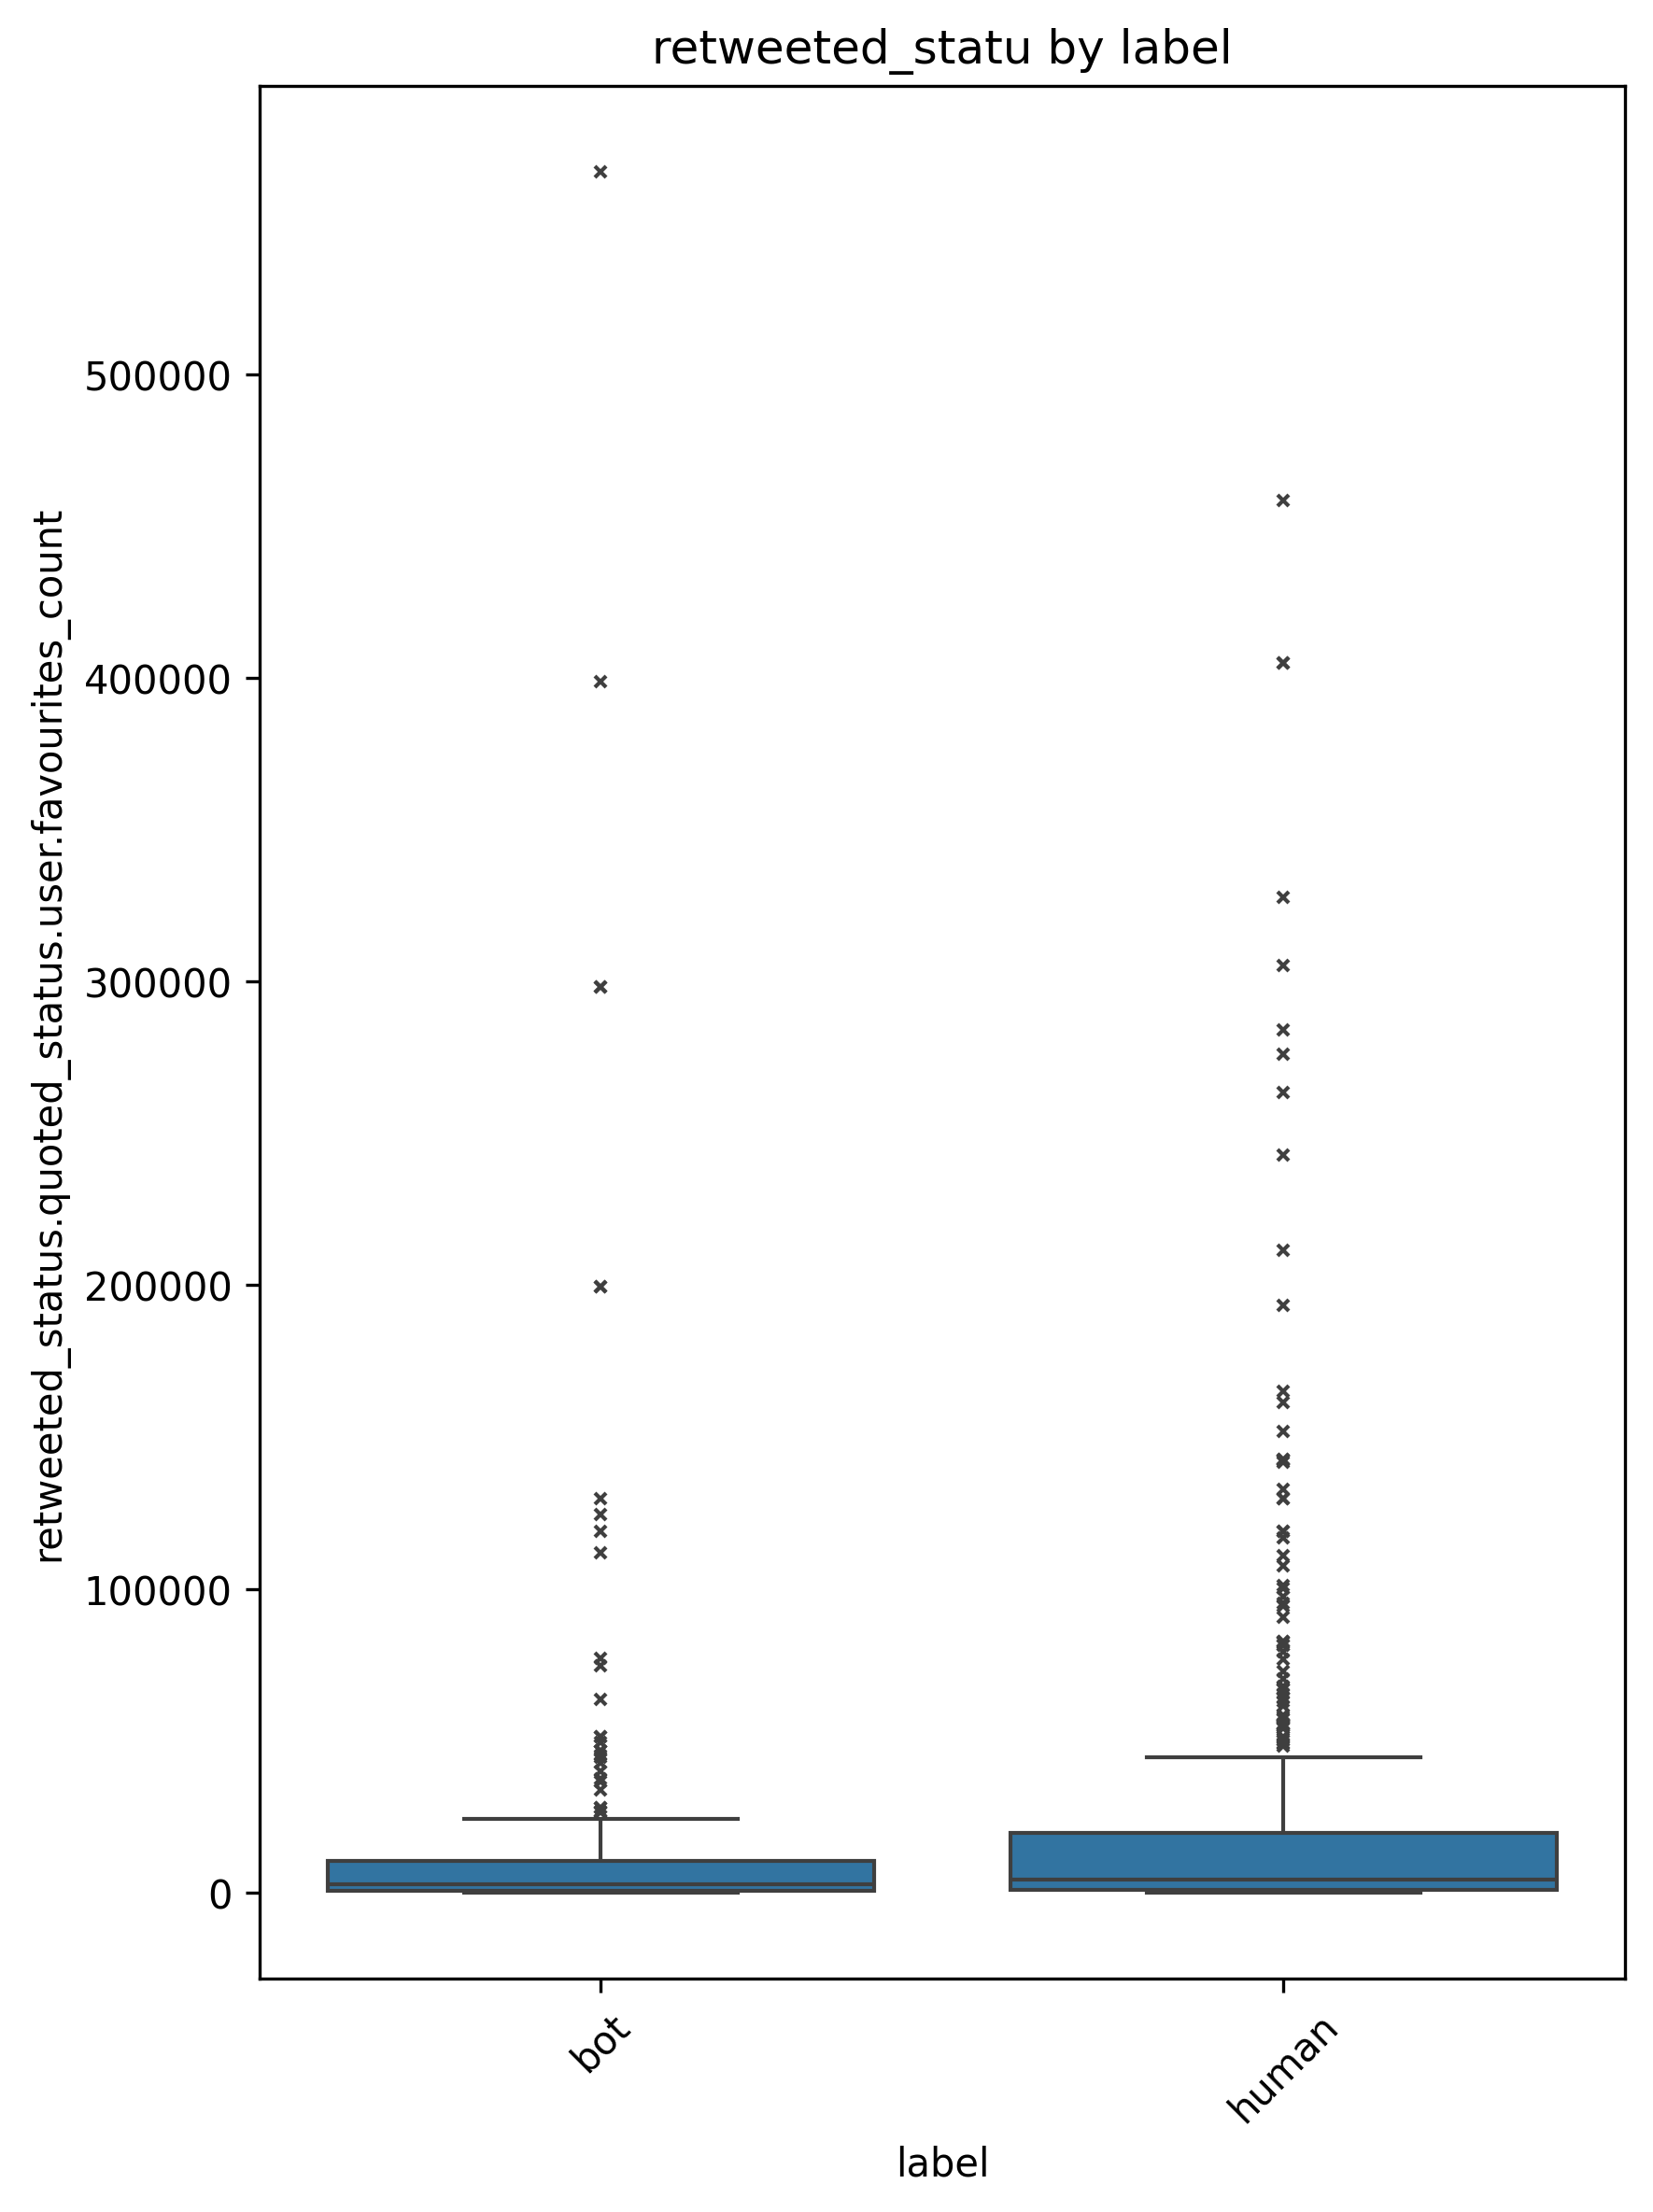 retweeted_statu by label
retweeted_status.quoted_status.user.favourites_count
500000
400000
300000
200000
100000
0
bot
human
label